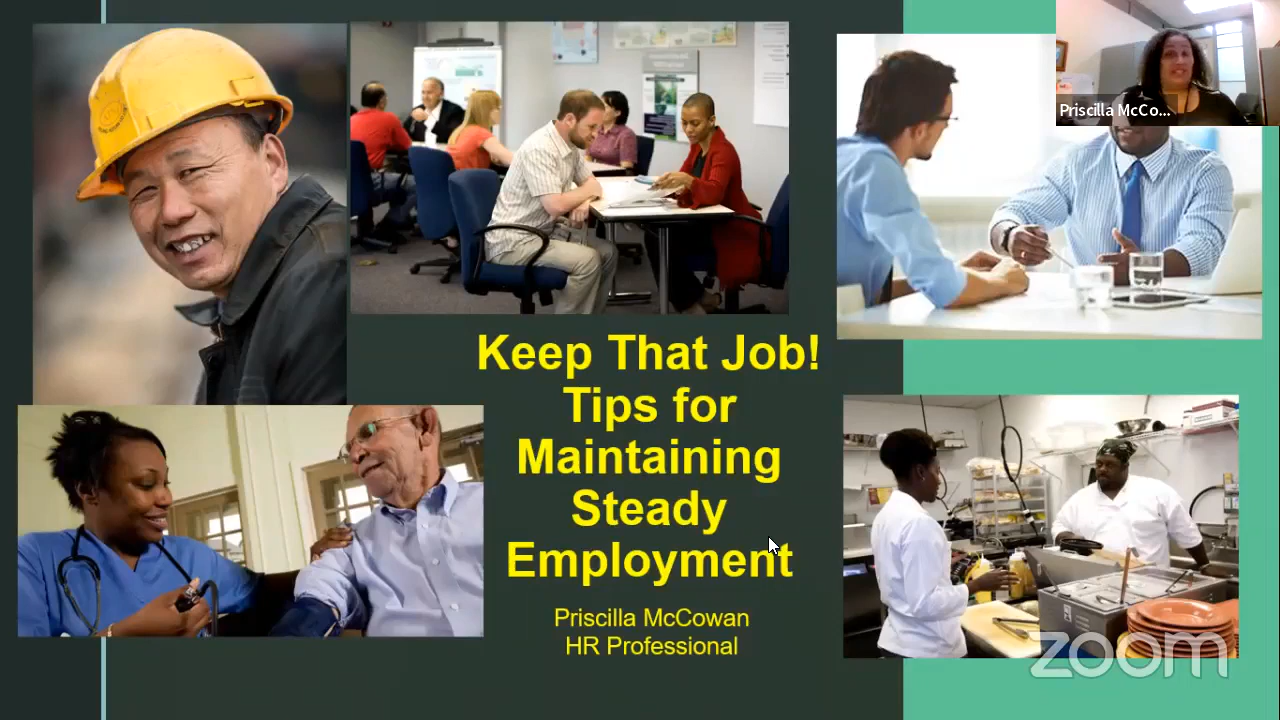 Priscilla McCo...
Keep That Job!
Tips for
Maintaining
Steady
Employment
Priscilla McCowan
HR Professional
zoom